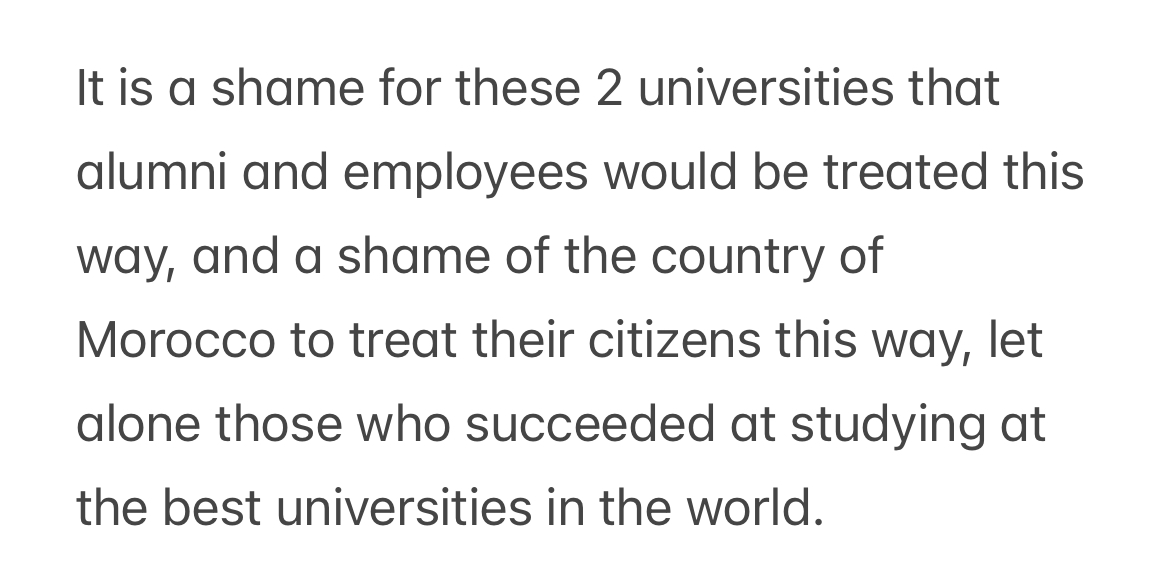 It is a shame for these 2 universities that
alumni and employees would be treated this
way, and a shame of the country of
Morocco to treat their citizens this way, let
alone those who succeeded at studying at
the best universities in the world.